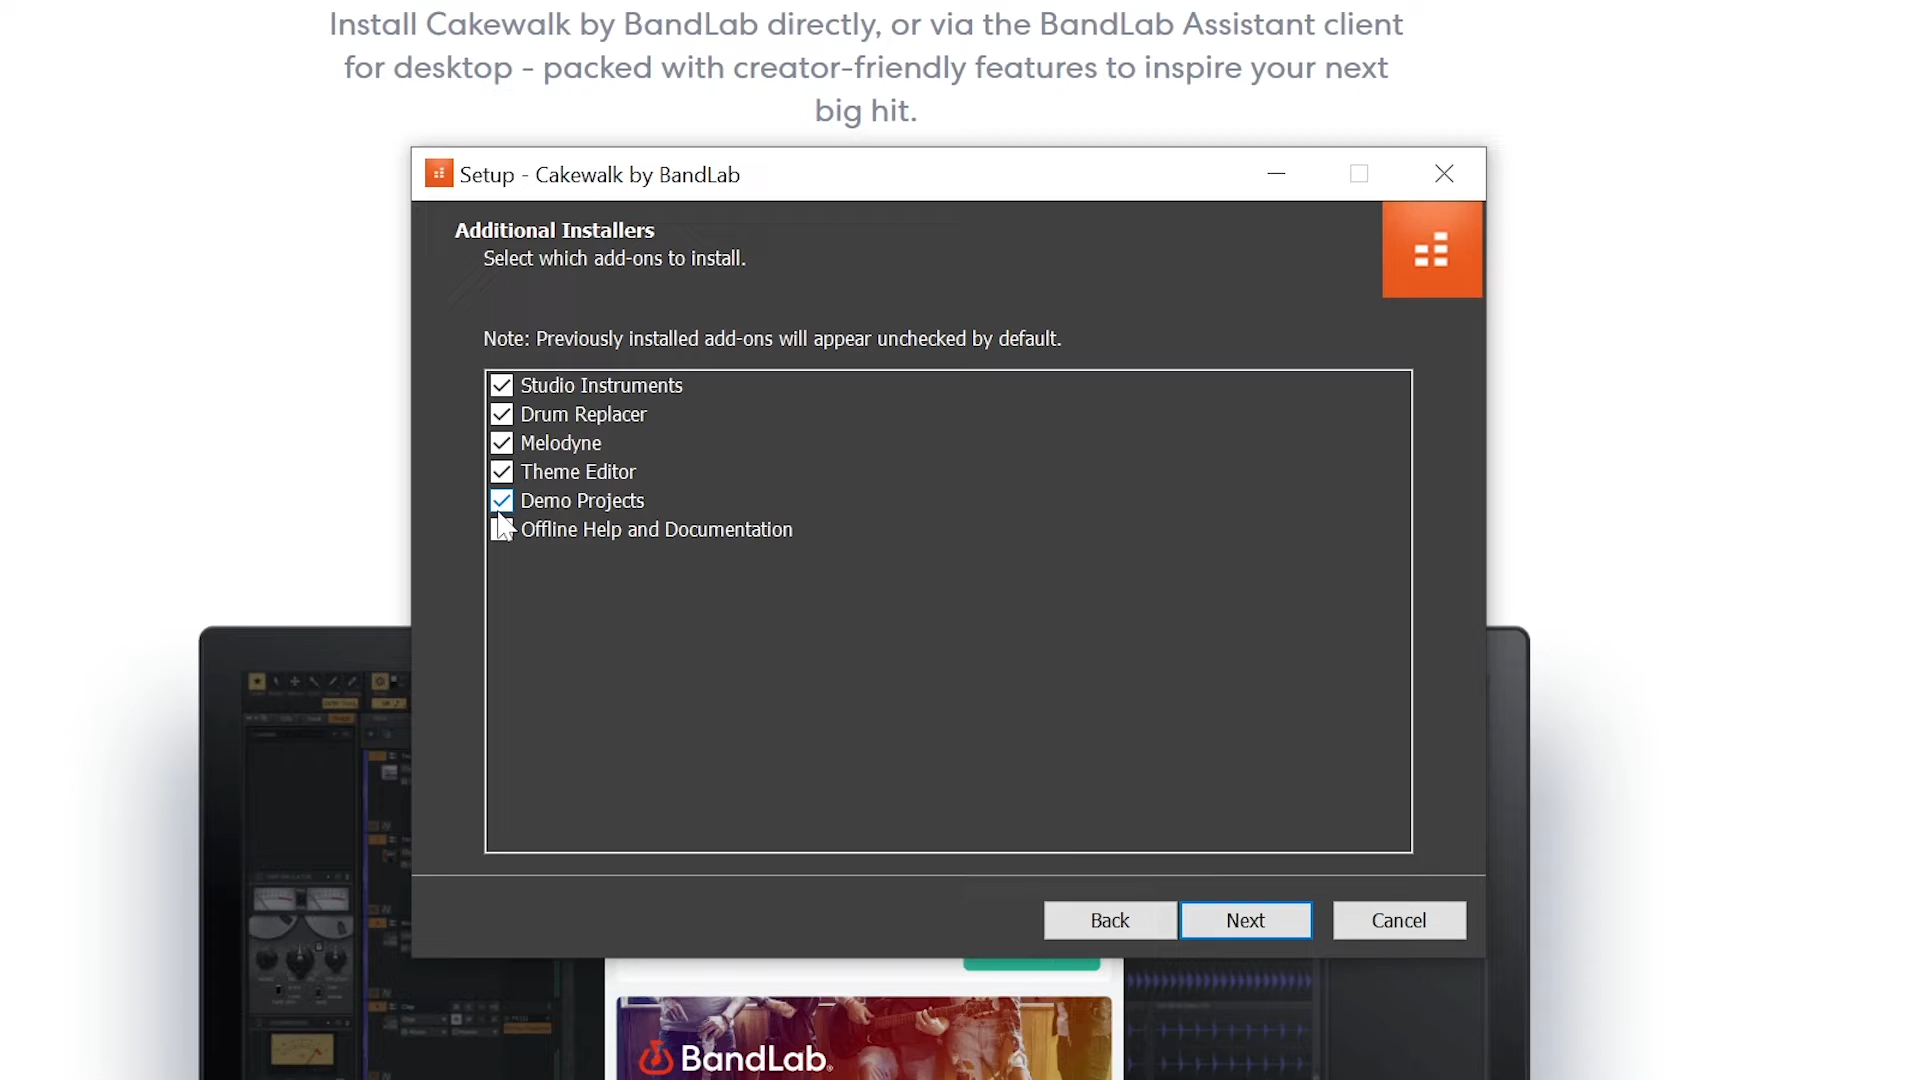 Install Cakewalk by BandLab directly, or via the BandLab Assistant client
for desktop - packed with creator-friendly features to inspire your next
big hit.
Setup - Cakewalk by BandLab
Additional Installers
Select which add-ons to install.
Note: Previously installed add-ons will appear unchecked by default.
Studio Instruments
Drum Replacer
Melodyne
Theme Editor
Demo Projects
Offline Help and Documentation
Back
Next
Cancel
BandLab®